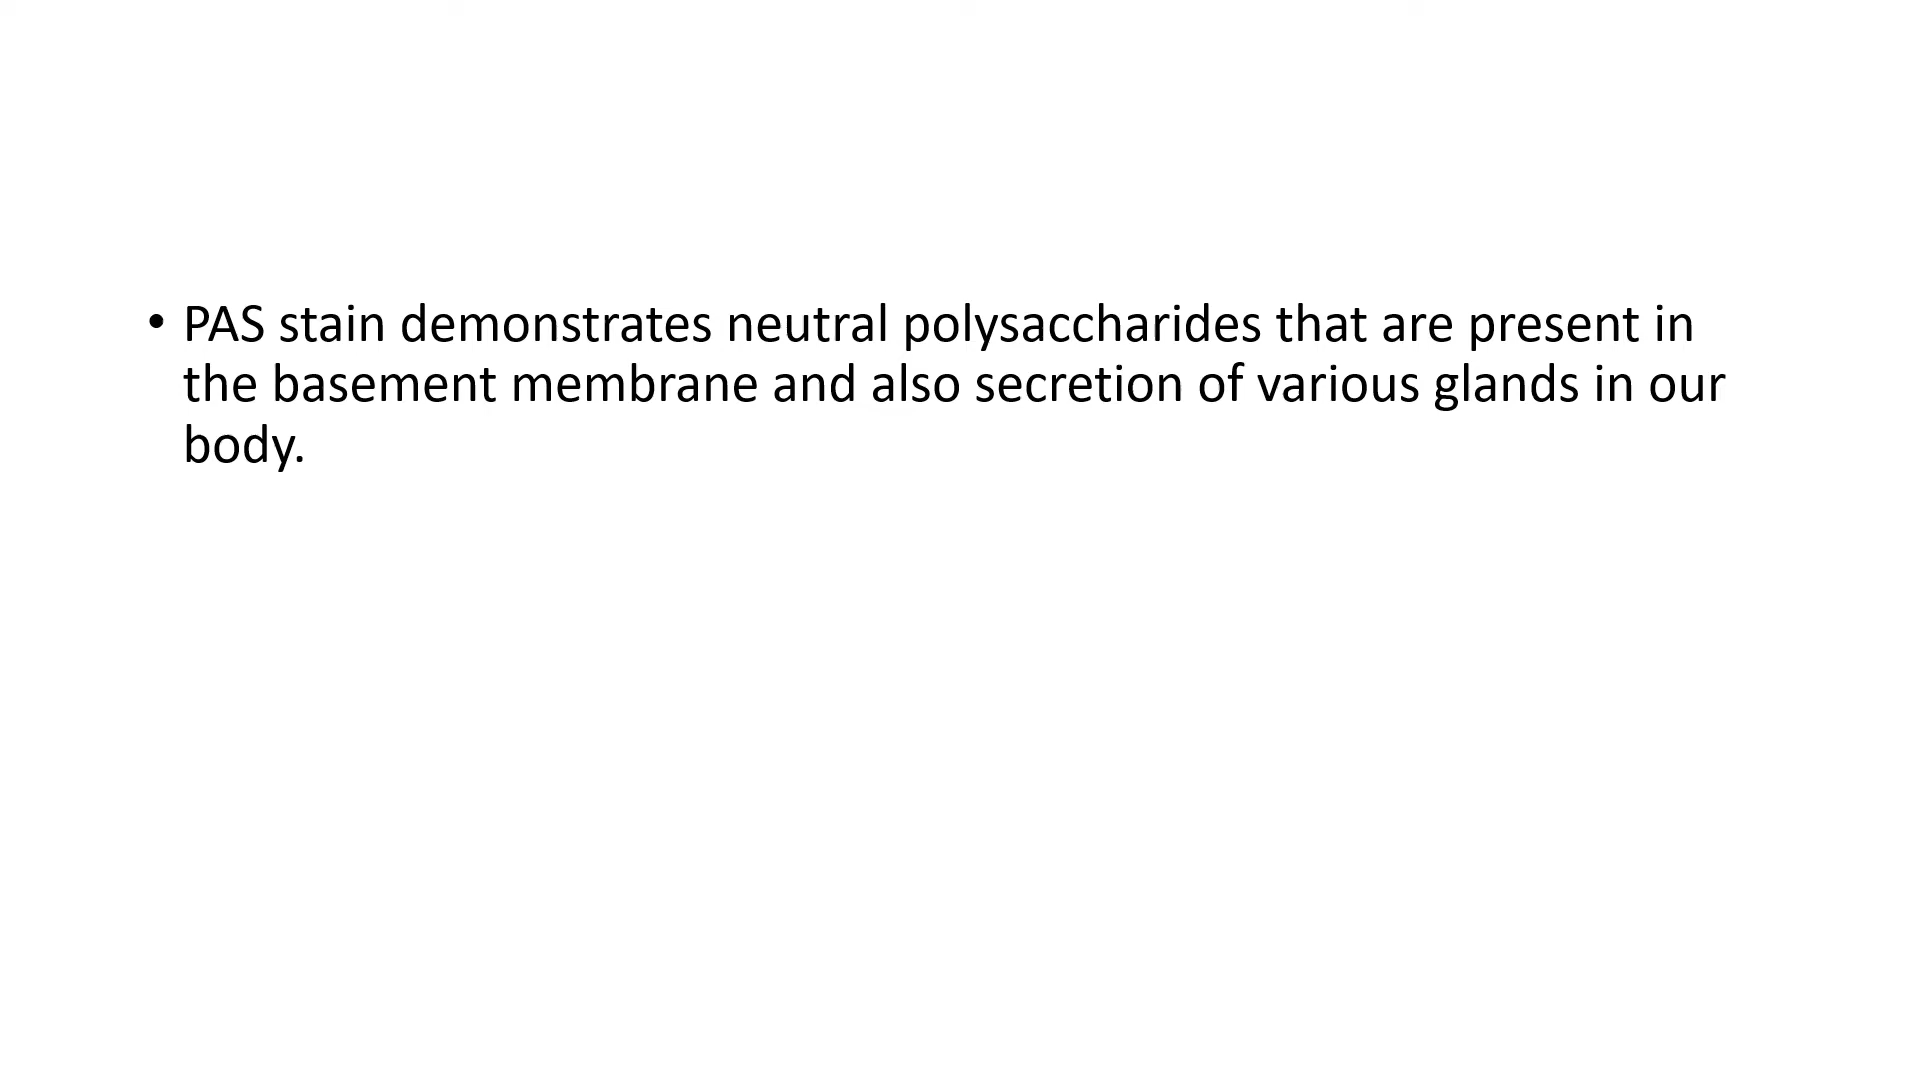 • PAS stain demonstrates neutral polysaccharides that are present in
the basement membrane and also secretion of various glands in our
body.